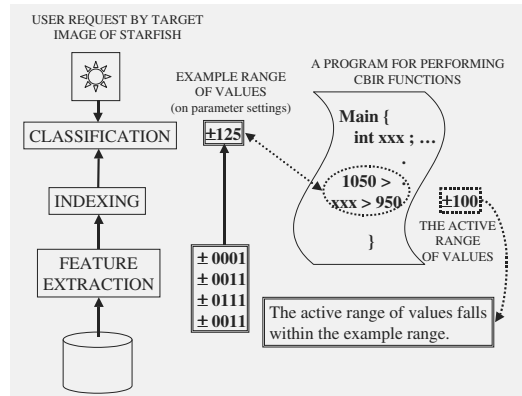 USER REQUEST BY TARGET
IMAGE OF STARFISH
CLASSIFICATION
INDEXING
FEATURE
EXTRACTION
EXAMPLE RANGE
OF VALUES
(on parameter settings)
±125
± 0001
± 0011
± 0111
± 0011
A PROGRAM FOR PERFORMING
CBIR FUNCTIONS
Main {
int xxx ; …
.
.
1050 >
xxx > 950
}
±100
THE ACTIVE
RANGE
OF VALUES
The active range of values falls
within the example range.